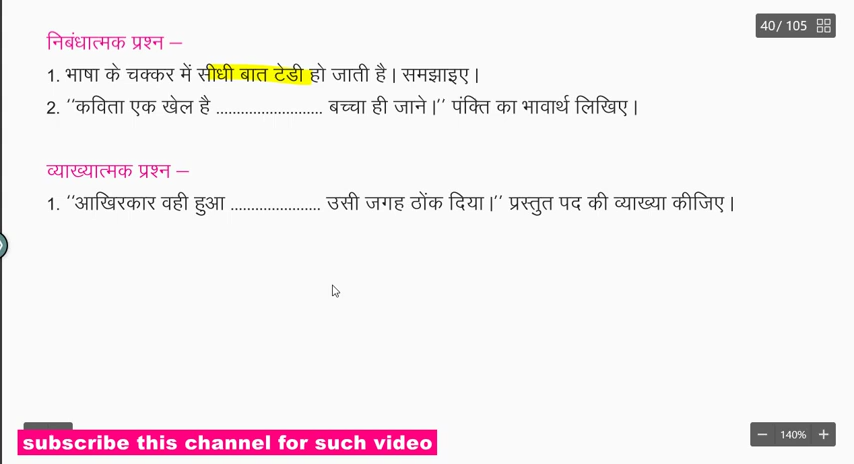 40 / 105
निबंधात्मक प्रश्न –
1. भाषा के चक्कर में सीधी बात टेडी हो जाती है। समझाइए।
2. ‘‘कविता एक खेल है .......................... बच्चा ही जाने।’’ पंक्ति का भावार्थ लिखिए।
व्याख्यात्मक प्रश्न –
1. ‘‘आखिरकार वही हुआ ...................... उसी जगह ठोंक दिया।’’ प्रस्तुत पद की व्याख्या कीजिए।
subscribe this channel for such video
− 140% +